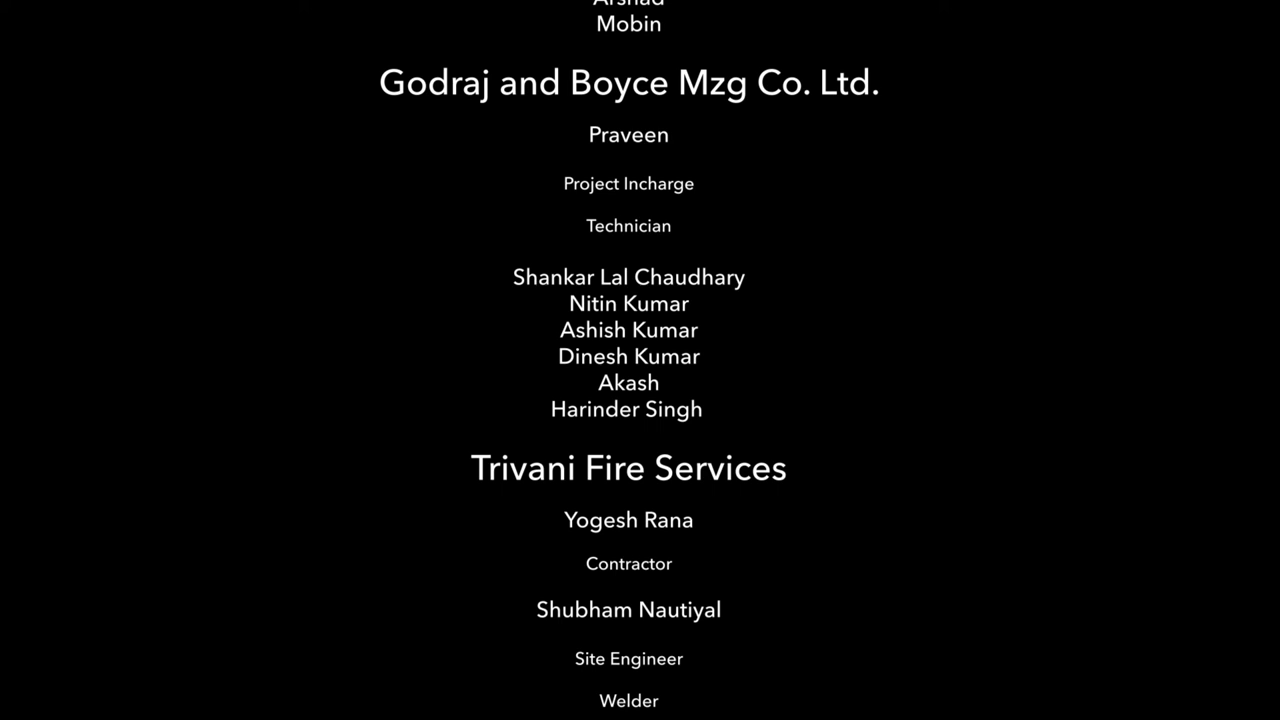 Arshad
Mobin
Godraj and Boyce Mzg Co. Ltd.
Praveen
Project Incharge
Technician
Shankar Lal Chaudhary
Nitin Kumar
Ashish Kumar
Dinesh Kumar
Akash
Harinder Singh
Trivani Fire Services
Yogesh Rana
Contractor
Shubham Nautiyal
Site Engineer
Welder